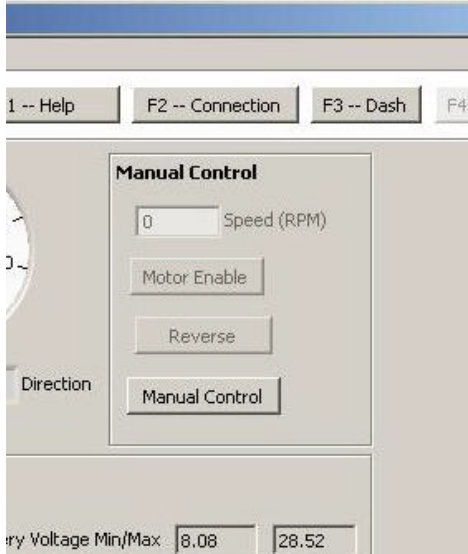 1 -- Help F2 -- Connection F3 -- Dash F4
Manual Control
0 Speed (RPM)
Motor Enable
Reverse
Direction
Manual Control
ry Voltage Min/Max 8.08 28.52